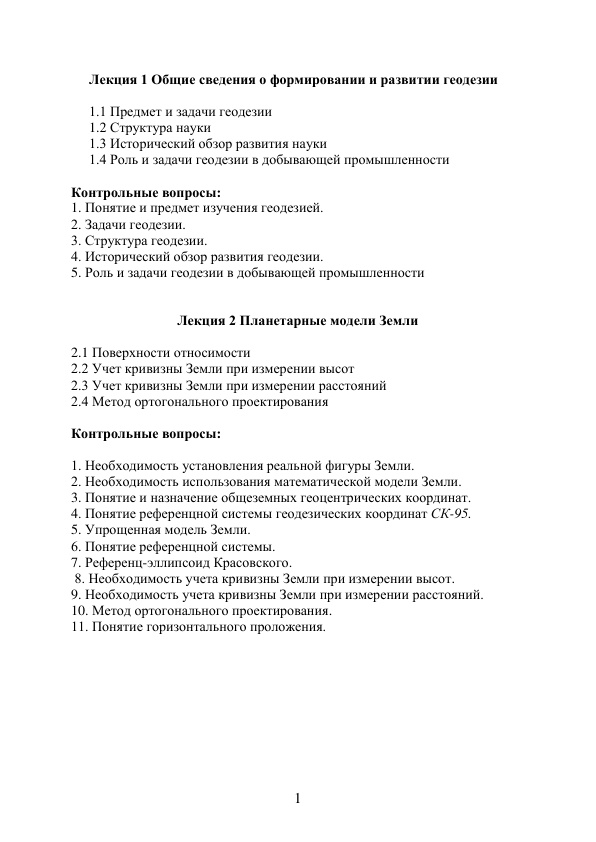 Лекция 1 Общие сведения о формировании и развитии геодезии
1.1 Предмет и задачи геодезии
1.2 Структура науки
1.3 Исторический обзор развития науки
1.4 Роль и задачи геодезии в добывающей промышленности
Контрольные вопросы:
1. Понятие и предмет изучения геодезией.
2. Задачи геодезии.
3. Структура геодезии.
4. Исторический обзор развития геодезии.
5. Роль и задачи геодезии в добывающей промышленности
Лекция 2 Планетарные модели Земли
2.1 Поверхности относимости
2.2 Учет кривизны Земли при измерении высот
2.3 Учет кривизны Земли при измерении расстояний
2.4 Метод ортогонального проектирования
Контрольные вопросы:
1. Необходимость установления реальной фигуры Земли.
2. Необходимость использования математической модели Земли.
3. Понятие и назначение общеземных геоцентрических координат.
4. Понятие референцной системы геодезических координат СК-95.
5. Упрощенная модель Земли.
6. Понятие референцной системы.
7. Референц-эллипсоид Красовского.
8. Необходимость учета кривизны Земли при измерении высот.
9. Необходимость учета кривизны Земли при измерении расстояний.
10. Метод ортогонального проектирования.
11. Понятие горизонтального проложения.
1